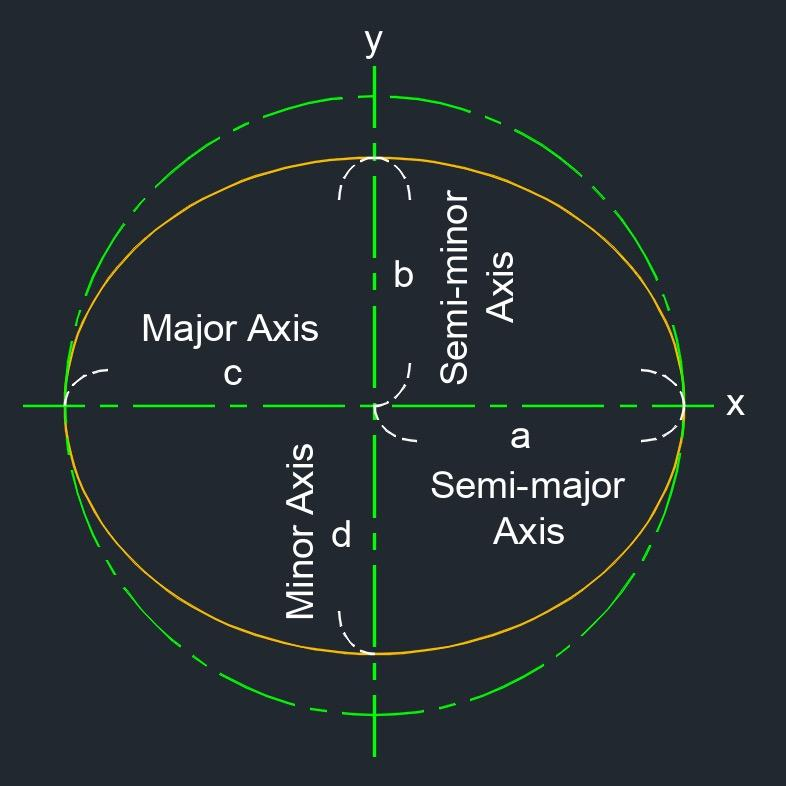 y
Semi-minor
Axis
b
Major Axis
c
x
a
Semi-major
Axis
Minor Axis
d